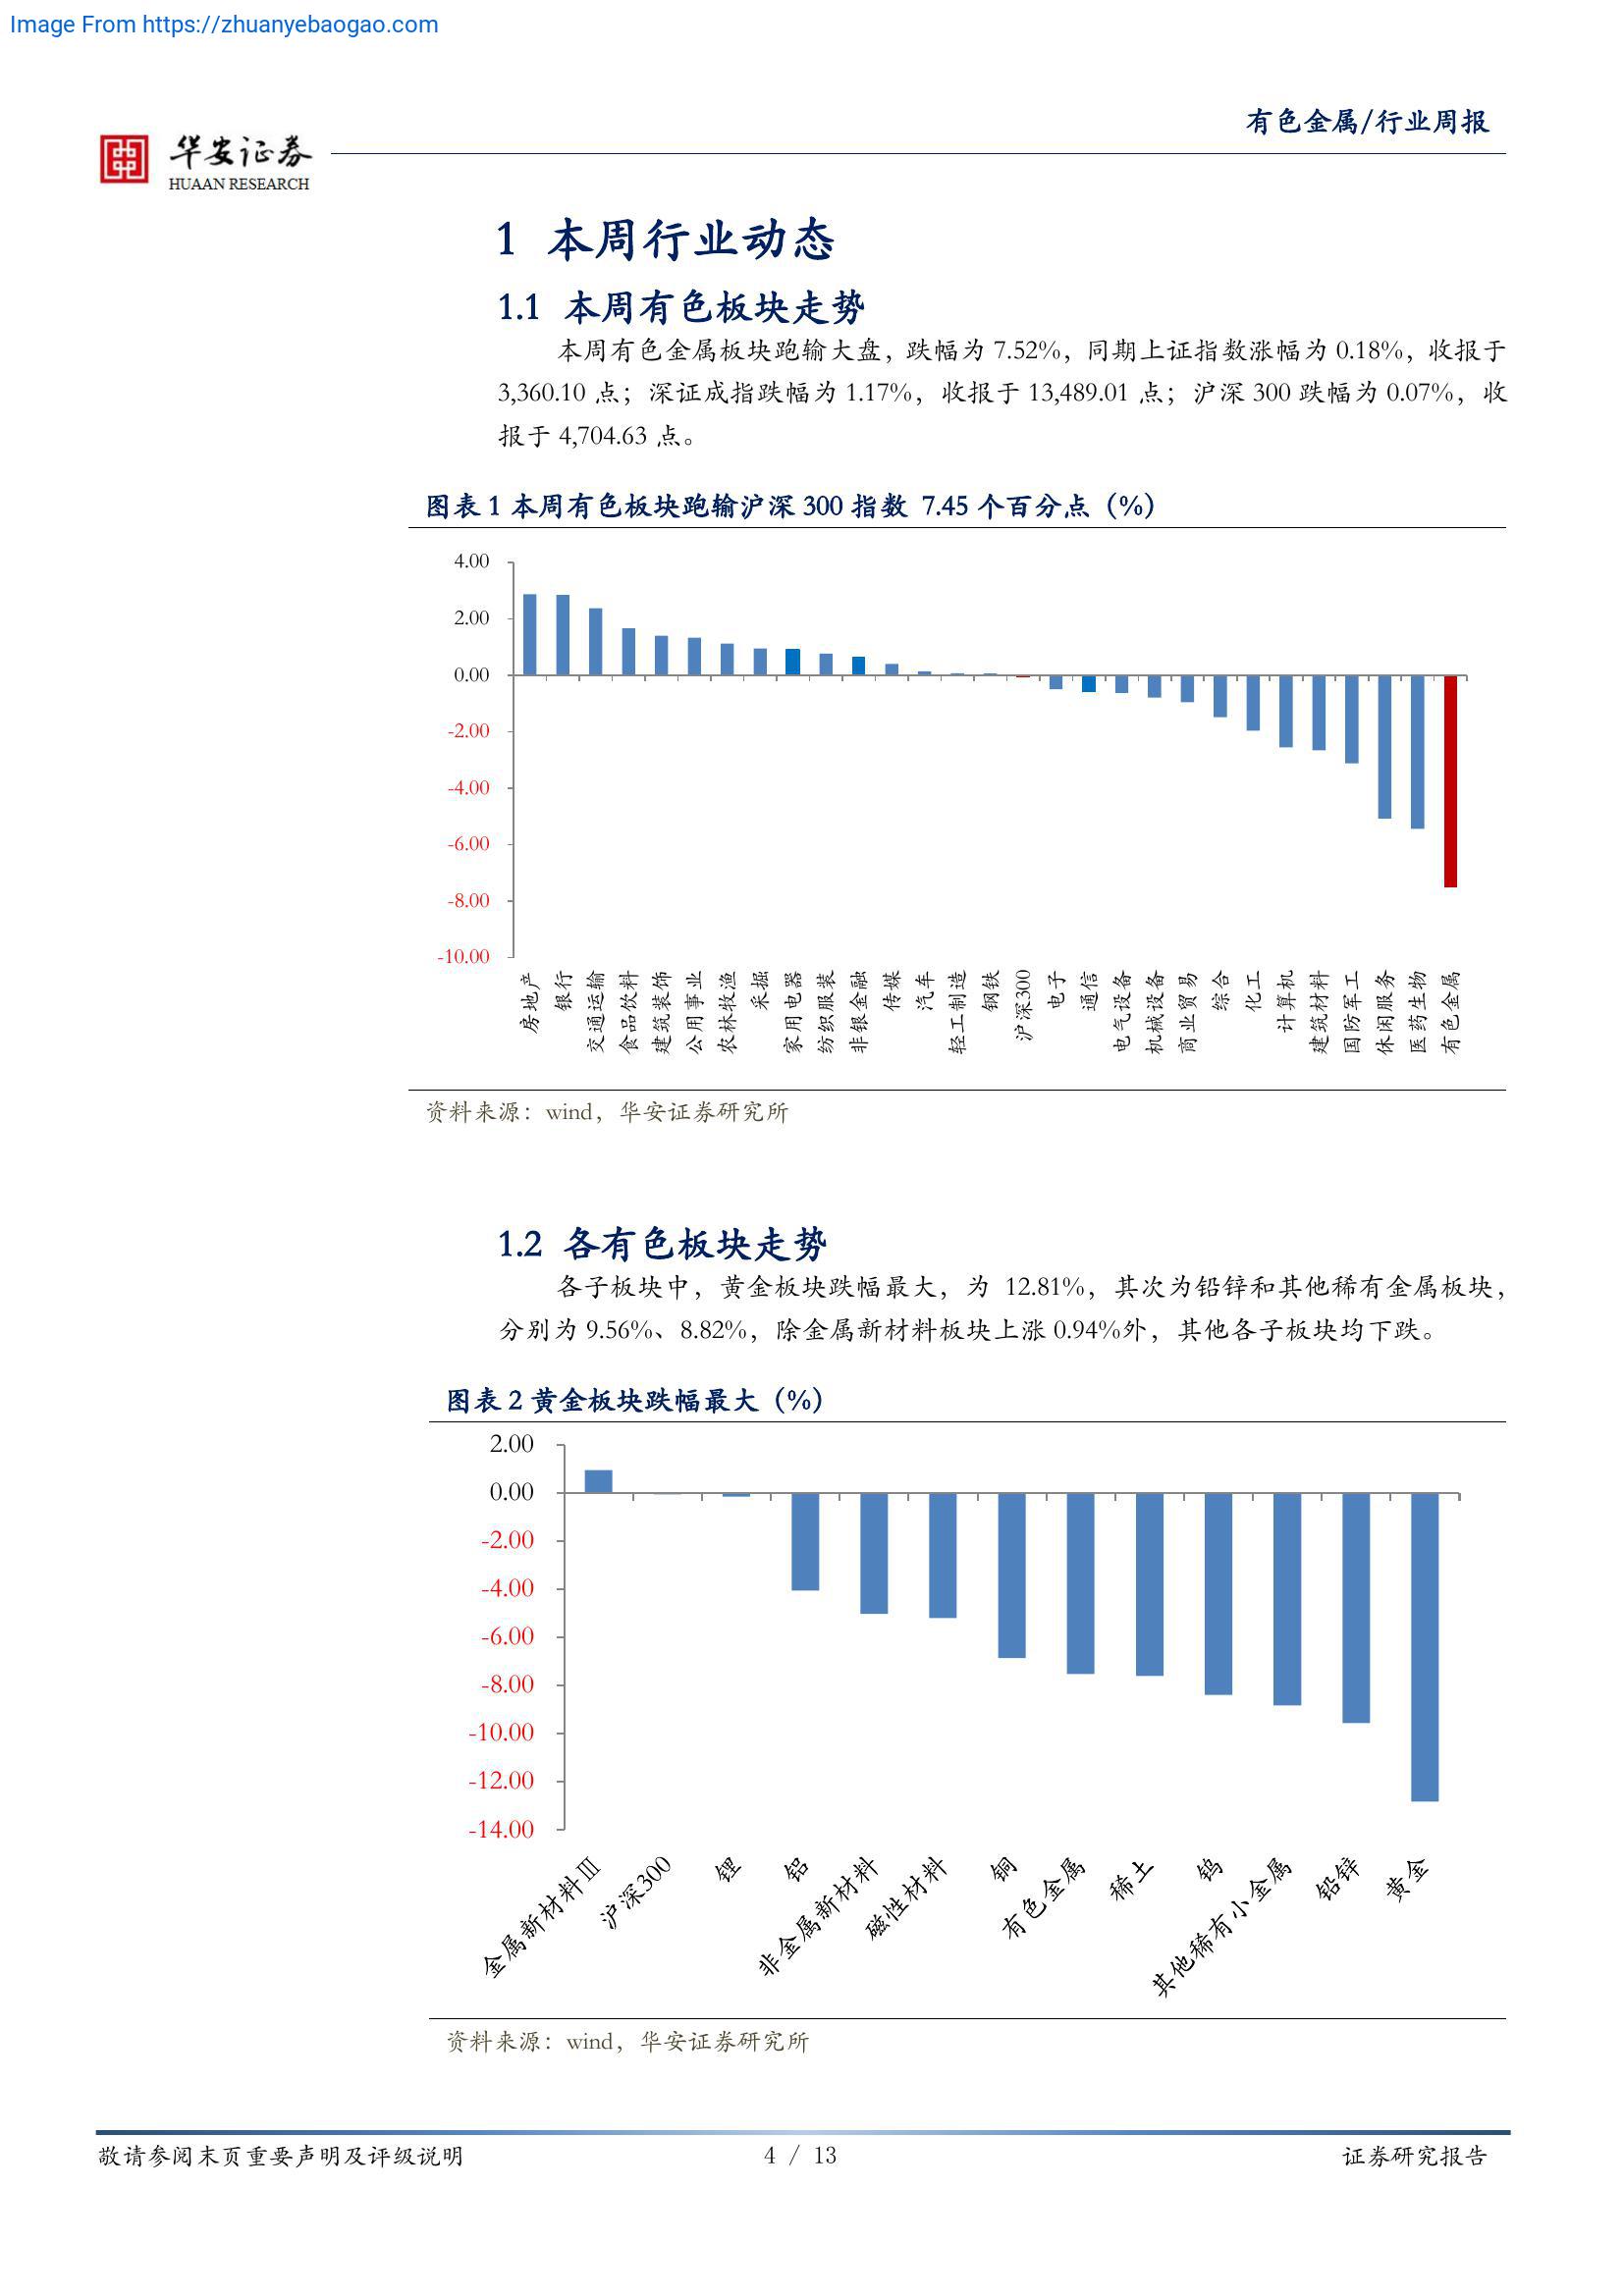 Image From https://zhuanyebaogao.com
有色金属/行业周报
华安证券
HUAAN RESEARCH
1 本周行业动态
1.1 本周有色板块走势
本周有色金属板块跑输大盘，跌幅为 7.52%，同期上证指数涨幅为 0.18%，收报于
3,360.10 点；深证成指跌幅为 1.17%，收报于 13,489.01 点；沪深 300 跌幅为 0.07%，收
报于 4,704.63 点。
图表 1 本周有色板块跑输沪深 300 指数 7.45 个百分点（%）
4.00
2.00
0.00
-2.00
-4.00
-6.00
-8.00
-10.00
房地产
银行
交通运输
食品饮料
建筑装饰
公用事业
农林牧渔
采掘
家用电器
纺织服装
非银金融
传媒
汽车
轻工制造
钢铁
沪深300
电子
通信
电气设备
机械设备
商业贸易
综合
化工
计算机
建筑材料
国防军工
休闲服务
医药生物
有色金属
资料来源：wind，华安证券研究所
1.2 各有色板块走势
各子板块中，黄金板块跌幅最大，为 12.81%，其次为铅锌和其他稀有金属板块，
分别为 9.56%、8.82%，除金属新材料板块上涨 0.94%外，其他各子板块均下跌。
图表 2 黄金板块跌幅最大（%）
2.00
0.00
-2.00
-4.00
-6.00
-8.00
-10.00
-12.00
-14.00
金属新材料Ⅲ
沪深300
锂
铝
非金属新材料
磁性材料
铜
有色金属
稀土
钨
其他稀有小金属
铅锌
黄金
资料来源：wind，华安证券研究所
敬请参阅末页重要声明及评级说明
4 / 13
证券研究报告